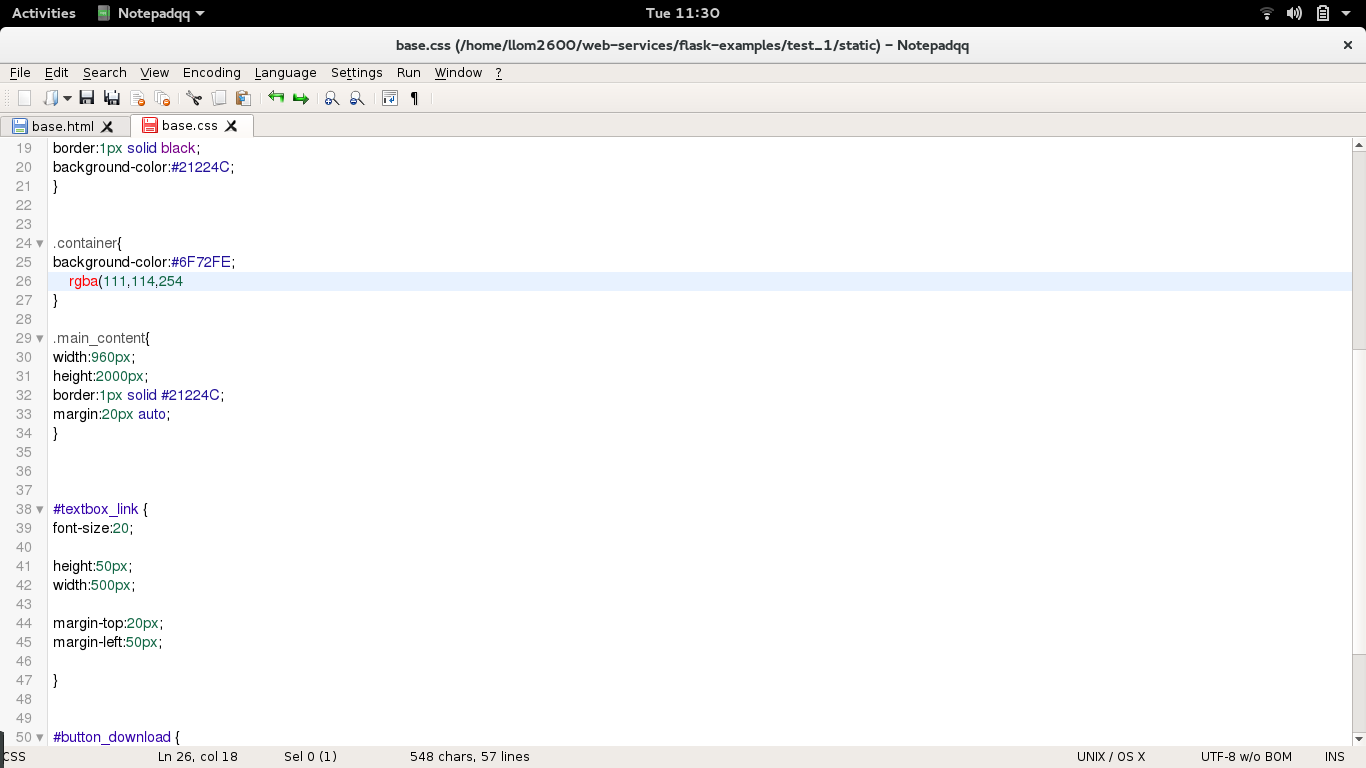 Activities Notepadqq Tue 11:30
base.css (/home/llom2600/web-services/flask-examples/test_1/static) - Notepadqq
File Edit Search View Encoding Language Settings Run Window ?
base.html base.css
19 border:1px solid black;
20 background-color:#21224C;
21 }
22
23
24 .container{
25 background-color:#6F72FE;
26 rgba(111,114,254
27 }
28
29 .main_content{
30 width:960px;
31 height:2000px;
32 border:1px solid #21224C;
33 margin:20px auto;
34 }
35
36
37
38 #textbox_link {
39 font-size:20;
40
41 height:50px;
42 width:500px;
43
44 margin-top:20px;
45 margin-left:50px;
46
47 }
48
49
50 #button_download {
CSS Ln 26, col 18 Sel 0 (1) 548 chars, 57 lines UNIX / OS X UTF-8 w/o BOM INS